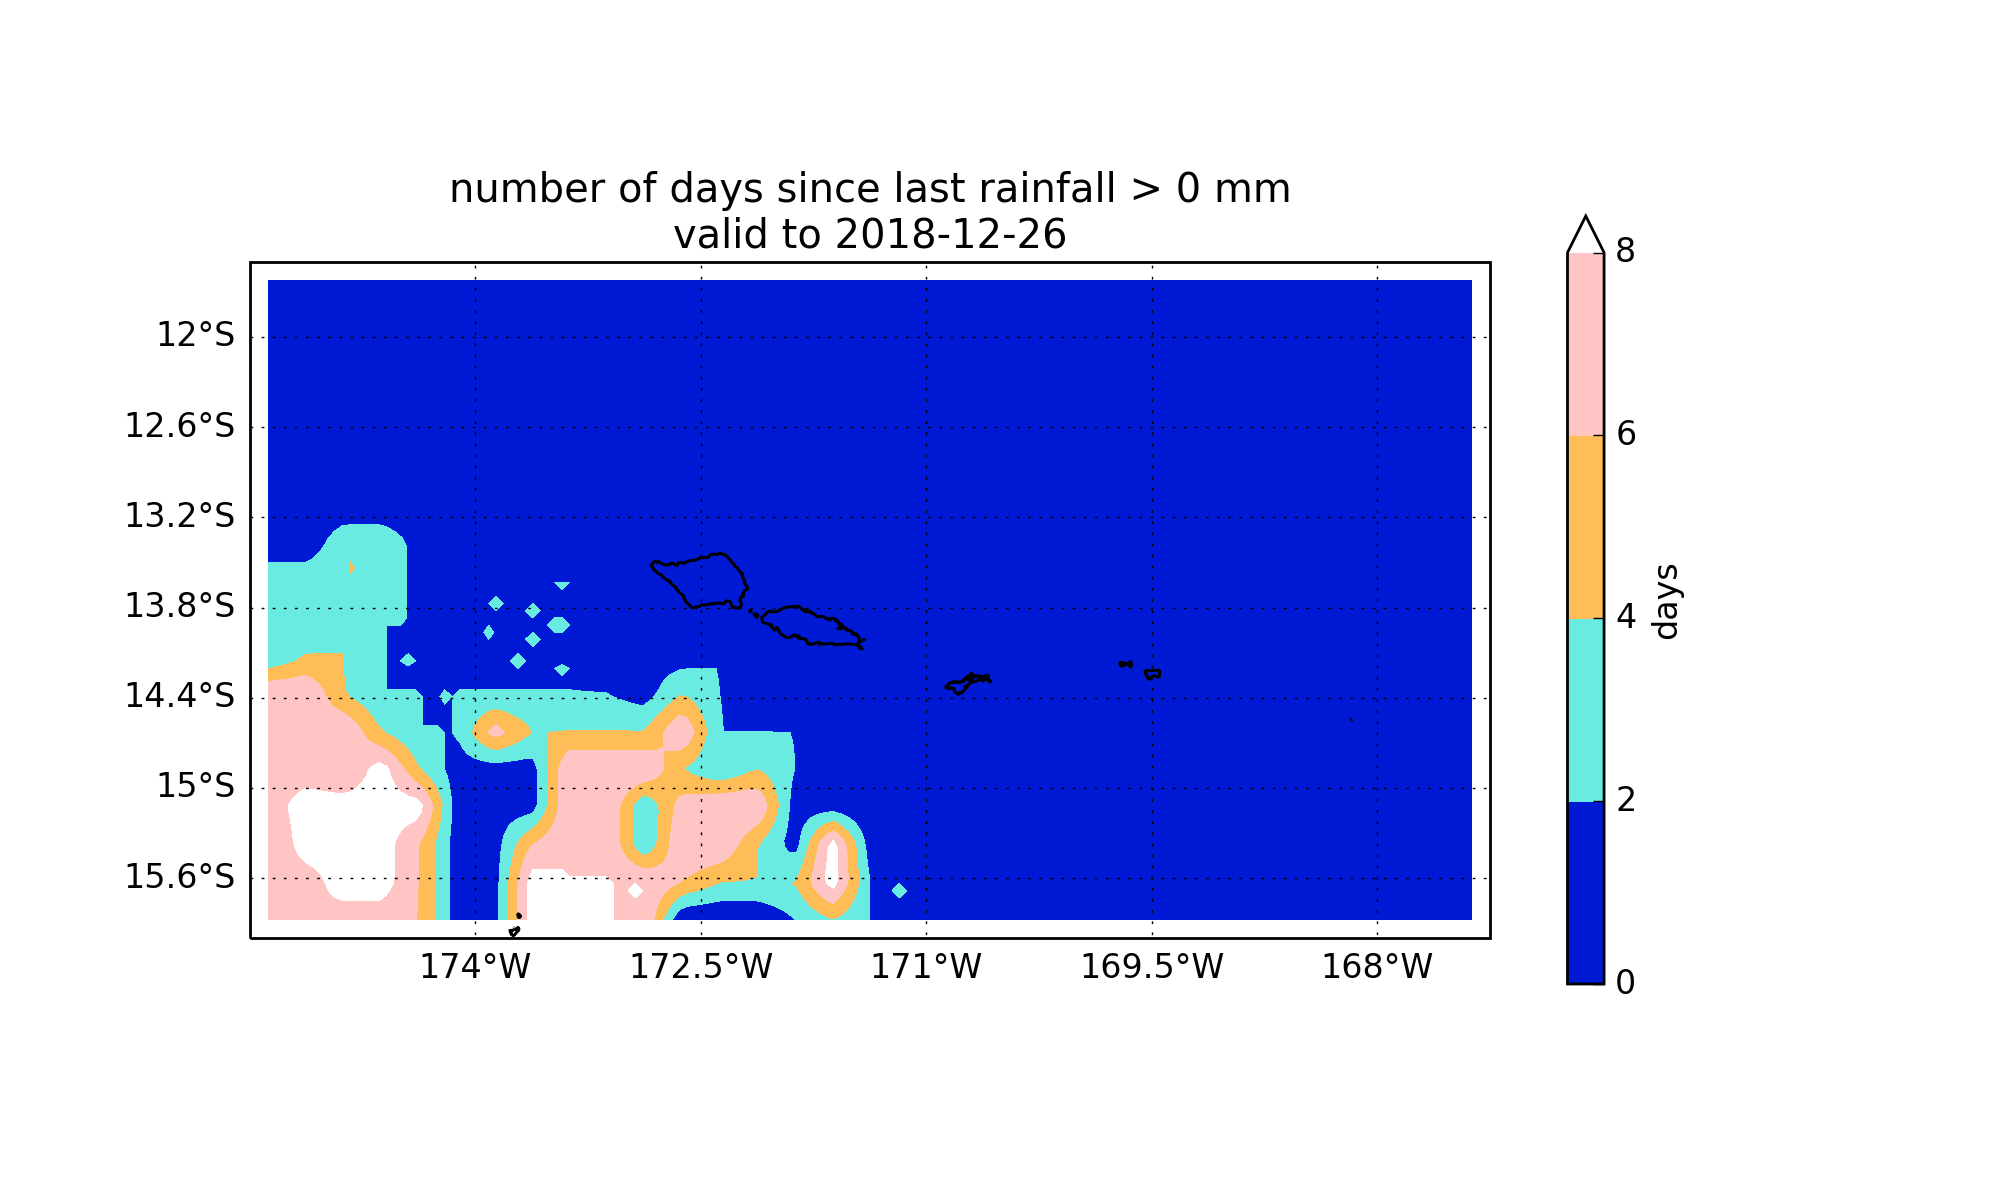 number of days since last rainfall > 0 mm
valid to 2018-12-26
12°S
12.6°S
13.2°S
13.8°S
14.4°S
15°S
15.6°S
174°W
172.5°W
171°W
169.5°W
168°W
8
6
4
2
0
days